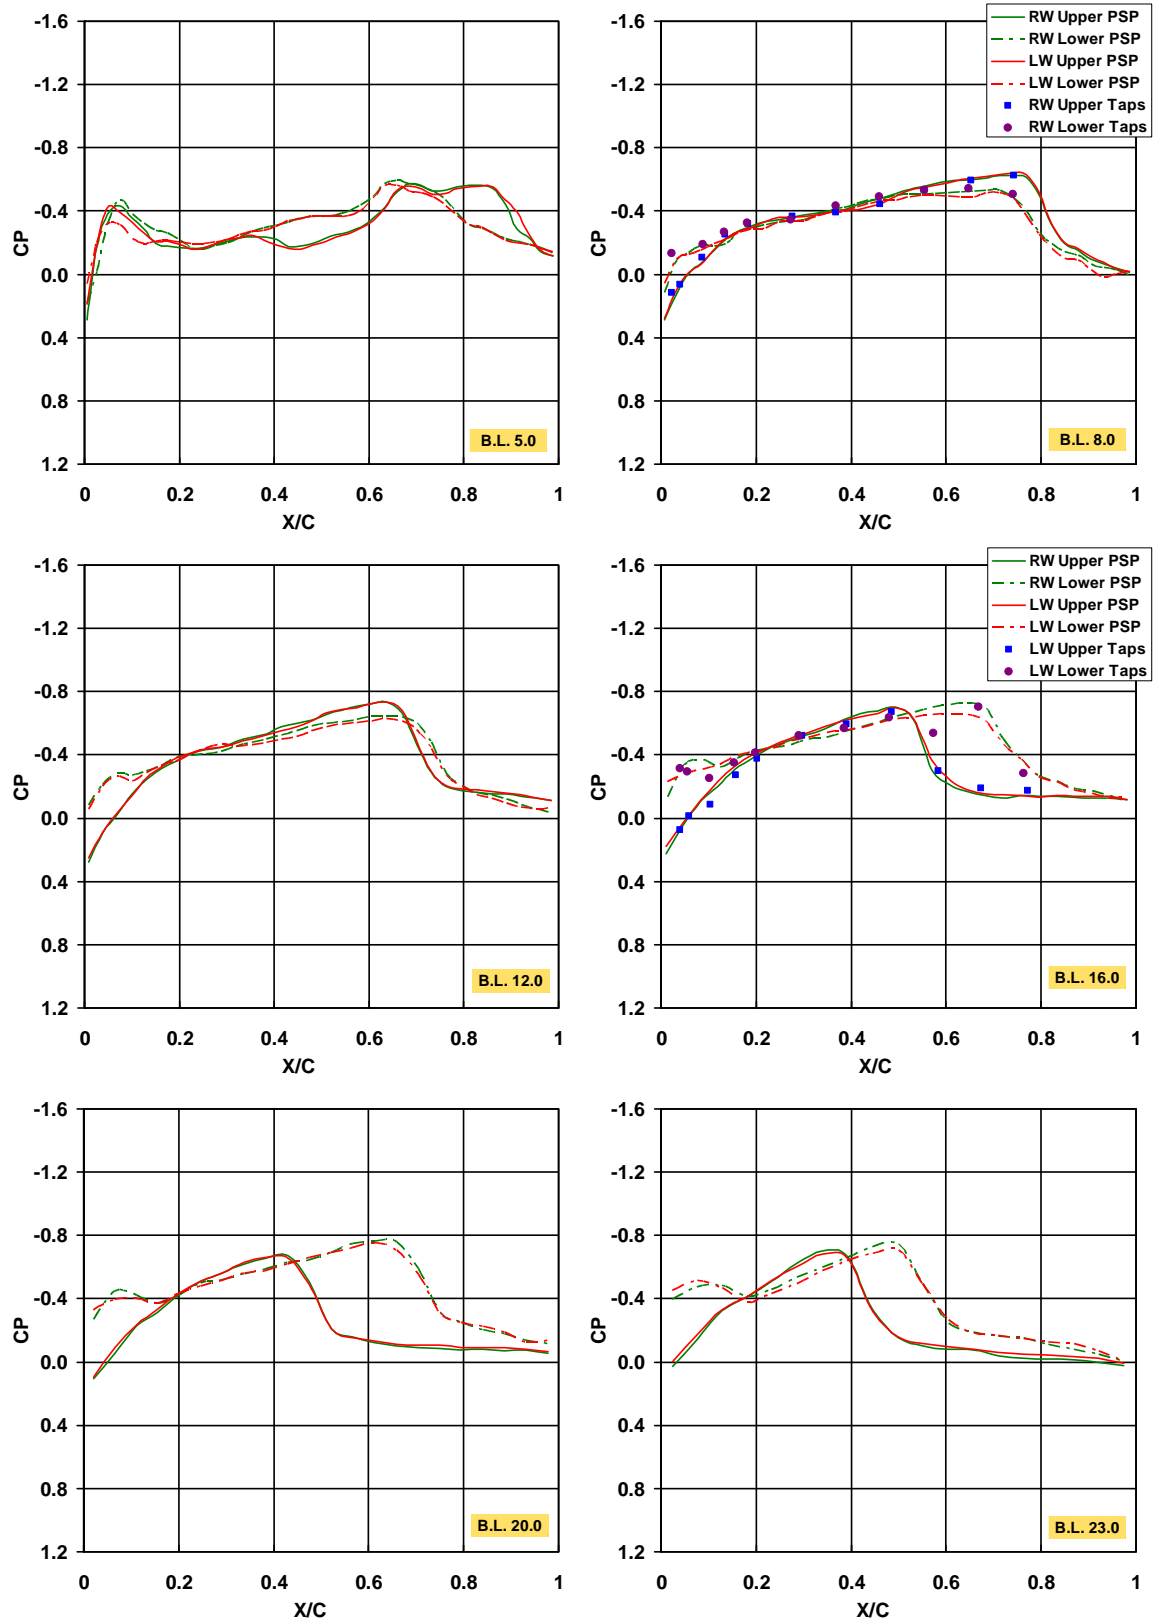 -1.6
-1.2
-0.8
-0.4
0.0
0.4
0.8
1.2
CP
B.L. 5.0
0 0.2 0.4 0.6 0.8 1
X/C
-1.6
-1.2
-0.8
-0.4
0.0
0.4
0.8
1.2
CP
RW Upper PSP
RW Lower PSP
LW Upper PSP
LW Lower PSP
RW Upper Taps
RW Lower Taps
B.L. 8.0
0 0.2 0.4 0.6 0.8 1
X/C
-1.6
-1.2
-0.8
-0.4
0.0
0.4
0.8
1.2
CP
B.L. 12.0
0 0.2 0.4 0.6 0.8 1
X/C
-1.6
-1.2
-0.8
-0.4
0.0
0.4
0.8
1.2
CP
RW Upper PSP
RW Lower PSP
LW Upper PSP
LW Lower PSP
LW Upper Taps
LW Lower Taps
B.L. 16.0
0 0.2 0.4 0.6 0.8 1
X/C
-1.6
-1.2
-0.8
-0.4
0.0
0.4
0.8
1.2
CP
B.L. 20.0
0 0.2 0.4 0.6 0.8 1
X/C
-1.6
-1.2
-0.8
-0.4
0.0
0.4
0.8
1.2
CP
B.L. 23.0
0 0.2 0.4 0.6 0.8 1
X/C